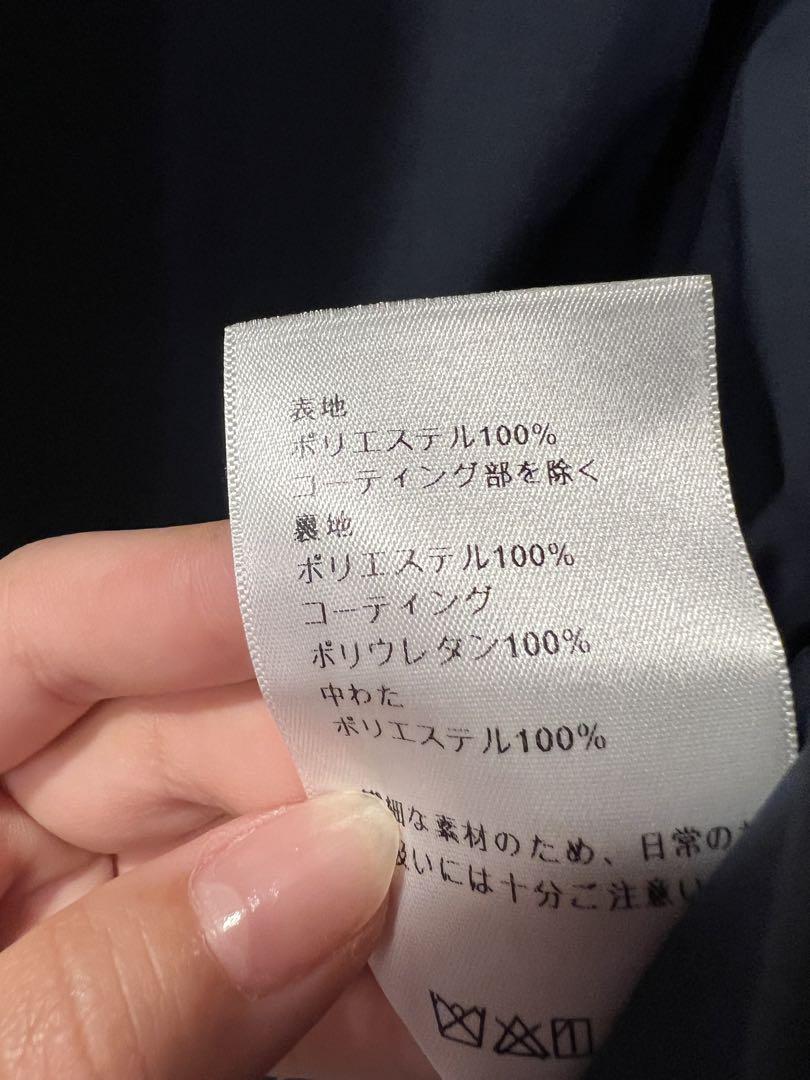 表地
ポリエステル100%
コーティング部を除く
裏地
ポリエステル100%
コーティング
ポリウレタン100%
中わた
ポリエステル100%
繊細な素材のため、日常の
扱いには十分ご注意